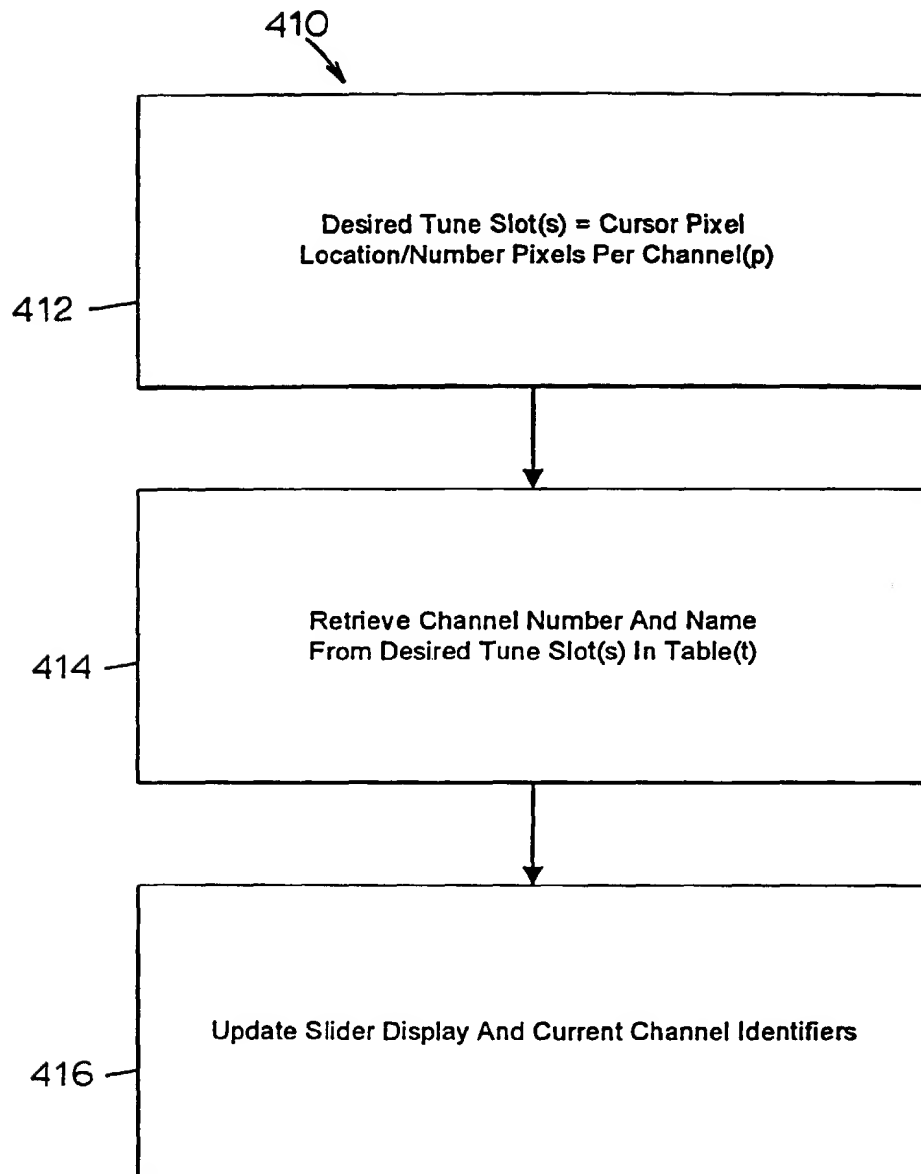 410
Desired Tune Slot(s) = Cursor Pixel
Location/Number Pixels Per Channel(p)
412
Retrieve Channel Number And Name
From Desired Tune Slot(s) In Table(t)
414
Update Slider Display And Current Channel Identifiers
416